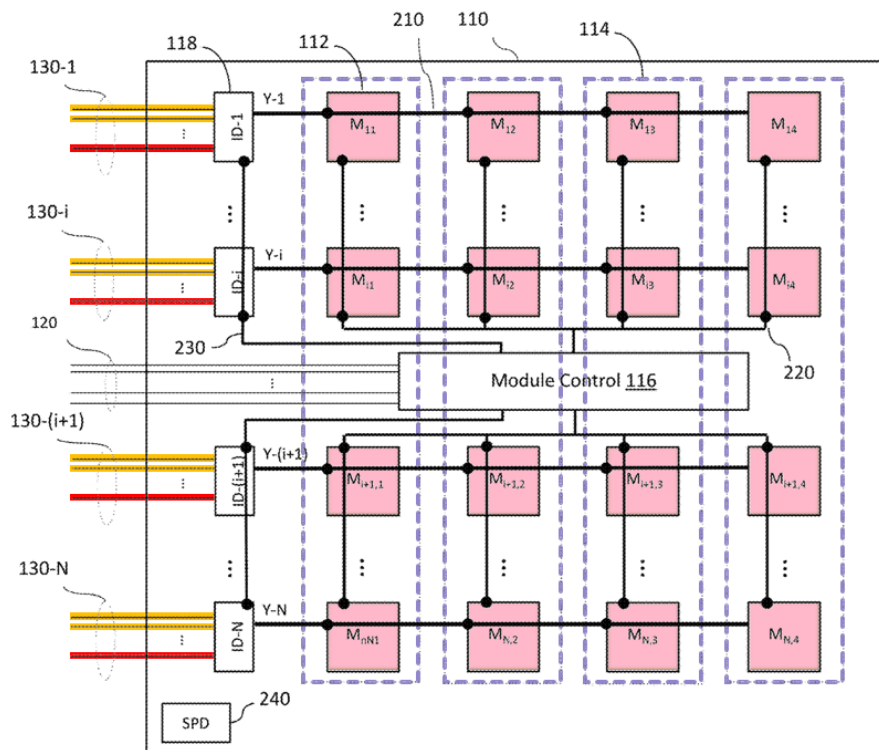 118 112 210 110 114
130-1
ID-1 Y-1 M11 M12 M13 M14
... ... ... ... ...
130-i
ID-i Y-i Mi1 Mi2 Mi3 Mi4
120 230 220
Module Control 116
130-(i+1)
ID-(i+1) Y-(i+1) Mi+1,1 Mi+1,2 Mi+1,3 Mi+1,4
... ... ... ... ...
130-N
ID-N Y-N MnN1 MN,2 MN,3 MN,4
SPD 240